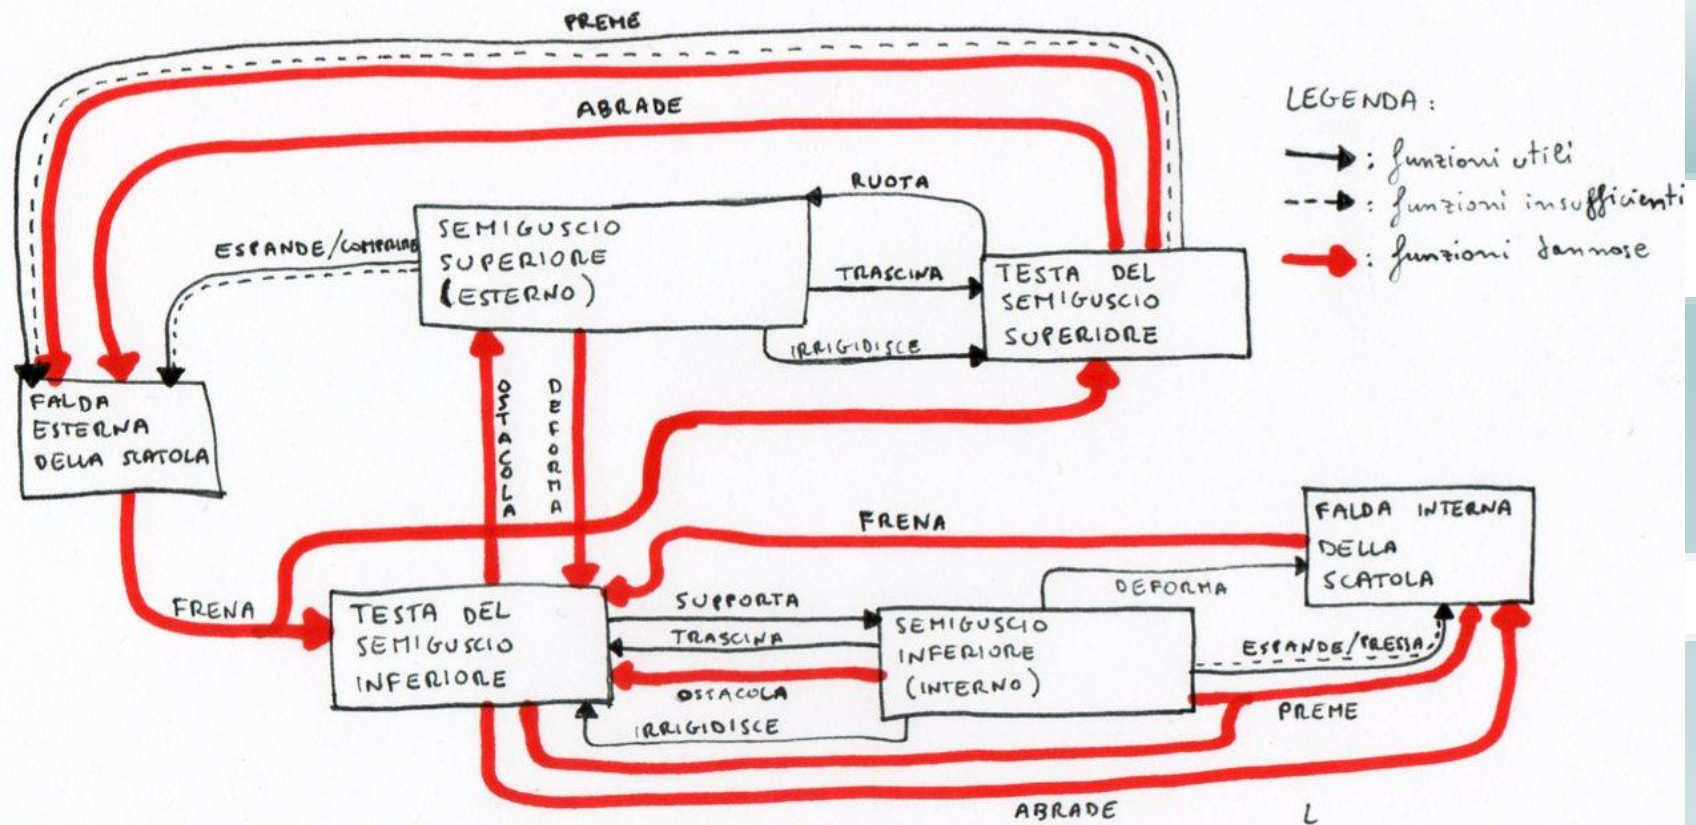 PREME
ABRADE
LEGENDA:
: funzioni utili
: funzioni insufficienti
: funzioni dannose
RUOTA
ESPANDE/COMPRIME
SEMIGUSCIO
SUPERIORE
(ESTERNO)
TRASCINA
TESTA DEL
SEMIGUSCIO
SUPERIORE
IRRIGIDISCE
FALDA
ESTERNA
DELLA SCATOLA
OSTACOLA
DEFORMA
FRENA
FALDA INTERNA
DELLA
SCATOLA
DEFORMA
FRENA
TESTA DEL
SEMIGUSCIO
INFERIORE
SUPPORTA
TRASCINA
OSTACOLA
IRRIGIDISCE
SEMIGUSCIO
INFERIORE
(INTERNO)
ESPANDE/PRESSA
PREME
ABRADE
L